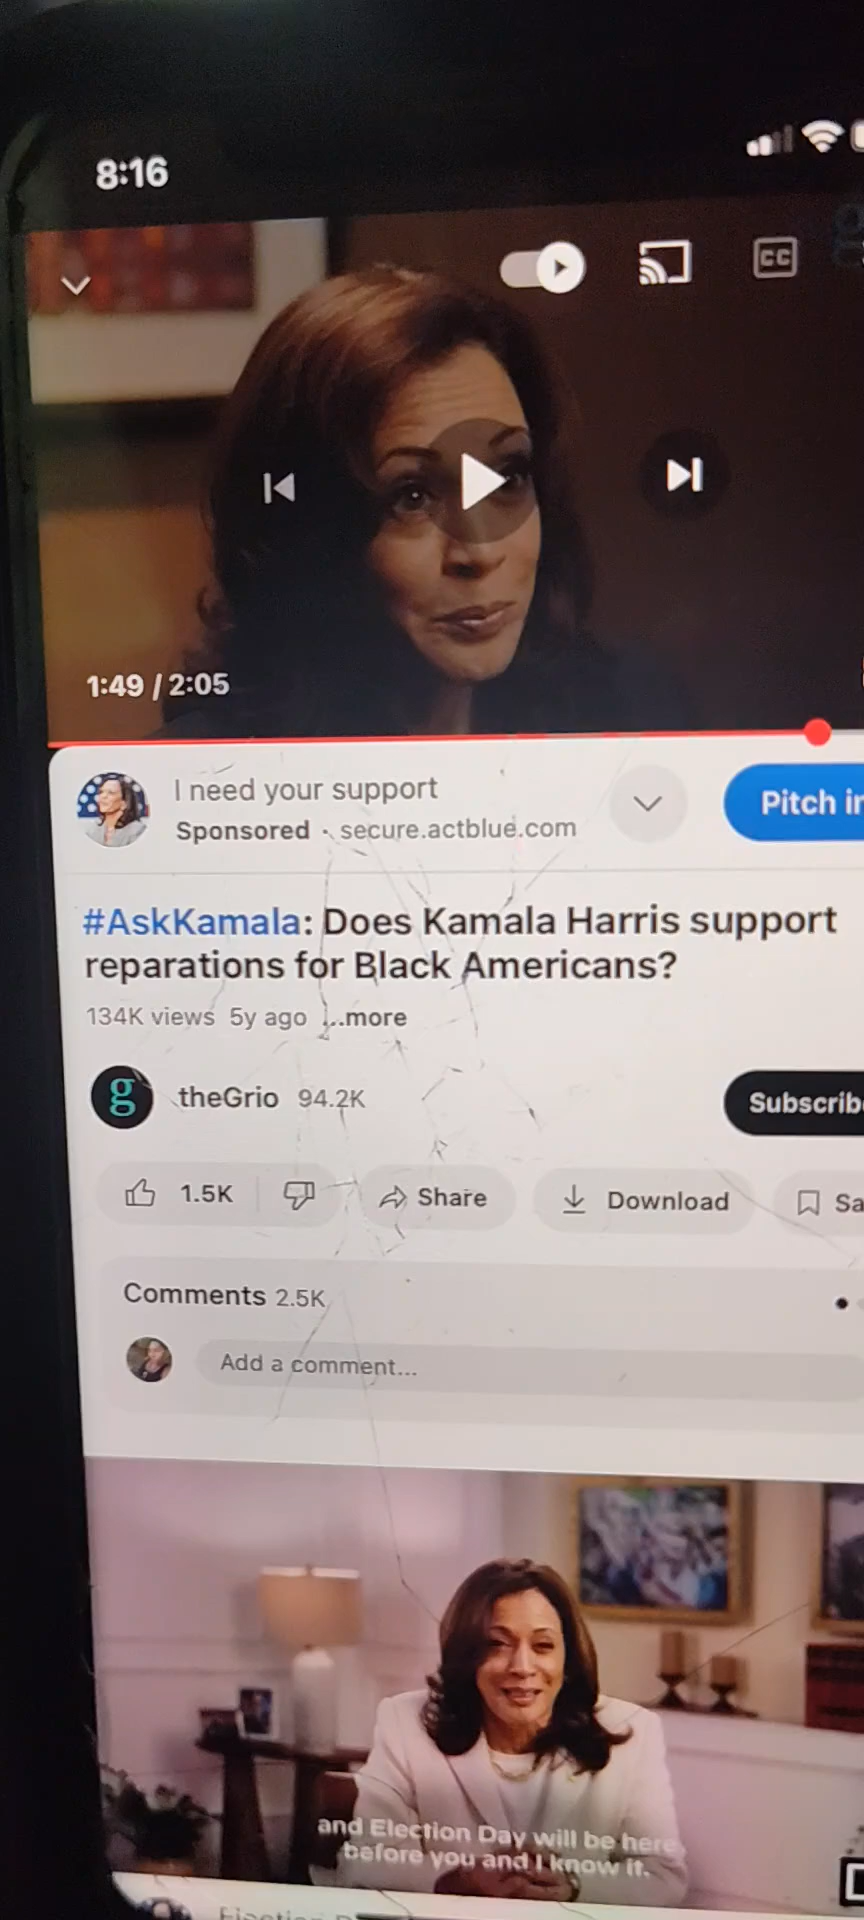 8:16
CC
1:49 / 2:05
I need your support
Sponsored · secure.actblue.com
Pitch in
#AskKamala: Does Kamala Harris support
reparations for Black Americans?
134K views 5y ago ...more
g theGrio 94.2K
Subscribe
1.5K Share Download Sa
Comments 2.5K
Add a comment...
and Election Day will be here
before you and I know it.